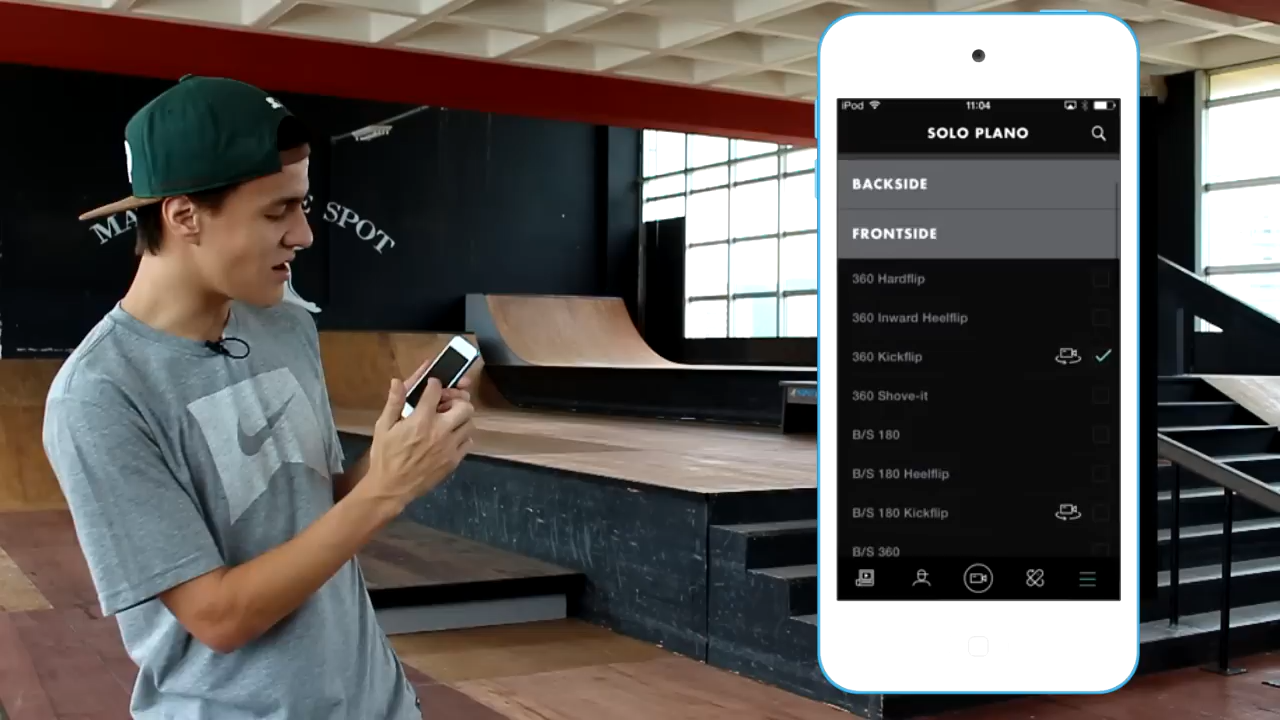 SPOT
iPod
11:04
SOLO PLANO
BACKSIDE
FRONTSIDE
360 Hardflip
360 Inward Heelflip
360 Kickflip
360 Shove-it
B/S 180
B/S 180 Heelflip
B/S 180 Kickflip
B/S 360